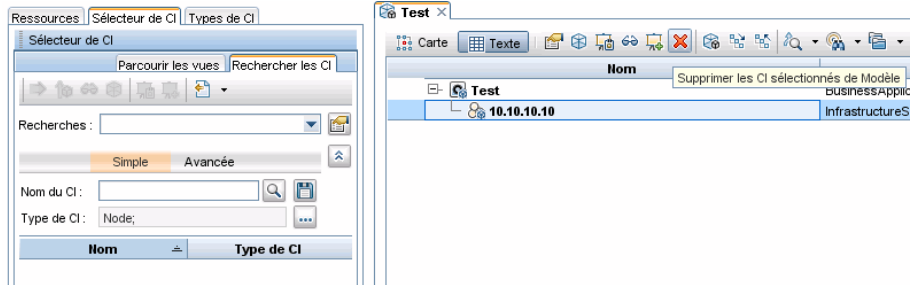 Ressources Sélecteur de CI Types de CI
Sélecteur de CI
Parcourir les vues Rechercher les CI
Recherches :
Simple Avancée
Nom du CI :
Type de CI : Node;
Nom Type de CI
Test
Carte Texte
Nom
Supprimer les CI sélectionnés de Modèle
Test BusinessApplic
10.10.10.10 InfrastructureS